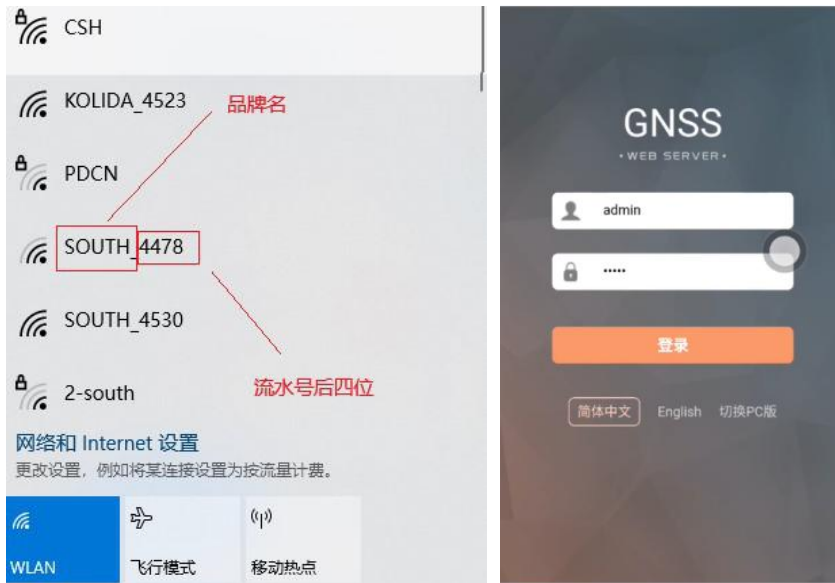 CSH
KOLIDA_4523
品牌名
PDCN
SOUTH_4478
SOUTH_4530
2-south
流水号后四位
网络和 Internet 设置
更改设置，例如将某连接设置为按流量计费。
WLAN
飞行模式
移动热点
GNSS
·WEB SERVER·
admin
•••••
登录
简体中文 English 切换PC版